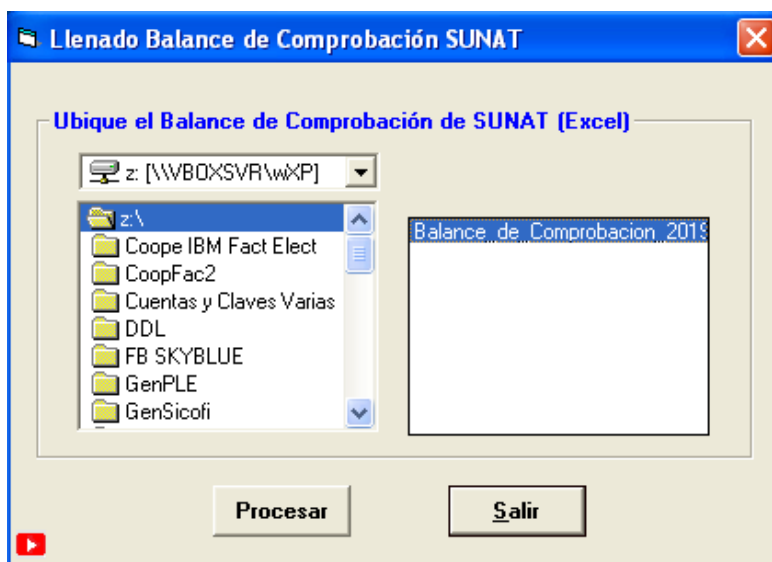 Llenado Balance de Comprobación SUNAT
Ubique el Balance de Comprobación de SUNAT (Excel)
z: [\\VBOXSVR\wXP]
z:\
Coope IBM Fact Elect
CoopFac2
Cuentas y Claves Varias
DDL
FB SKYBLUE
GenPLE
GenSicofi
Balance_de_Comprobacion_2019
Procesar
Salir